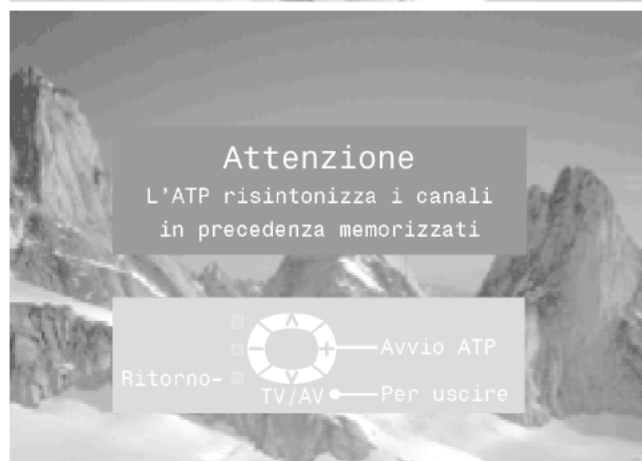 Attenzione
L'ATP risintonizza i canali
in precedenza memorizzati
Avvio ATP
Ritorno-
TV/AV Per uscire